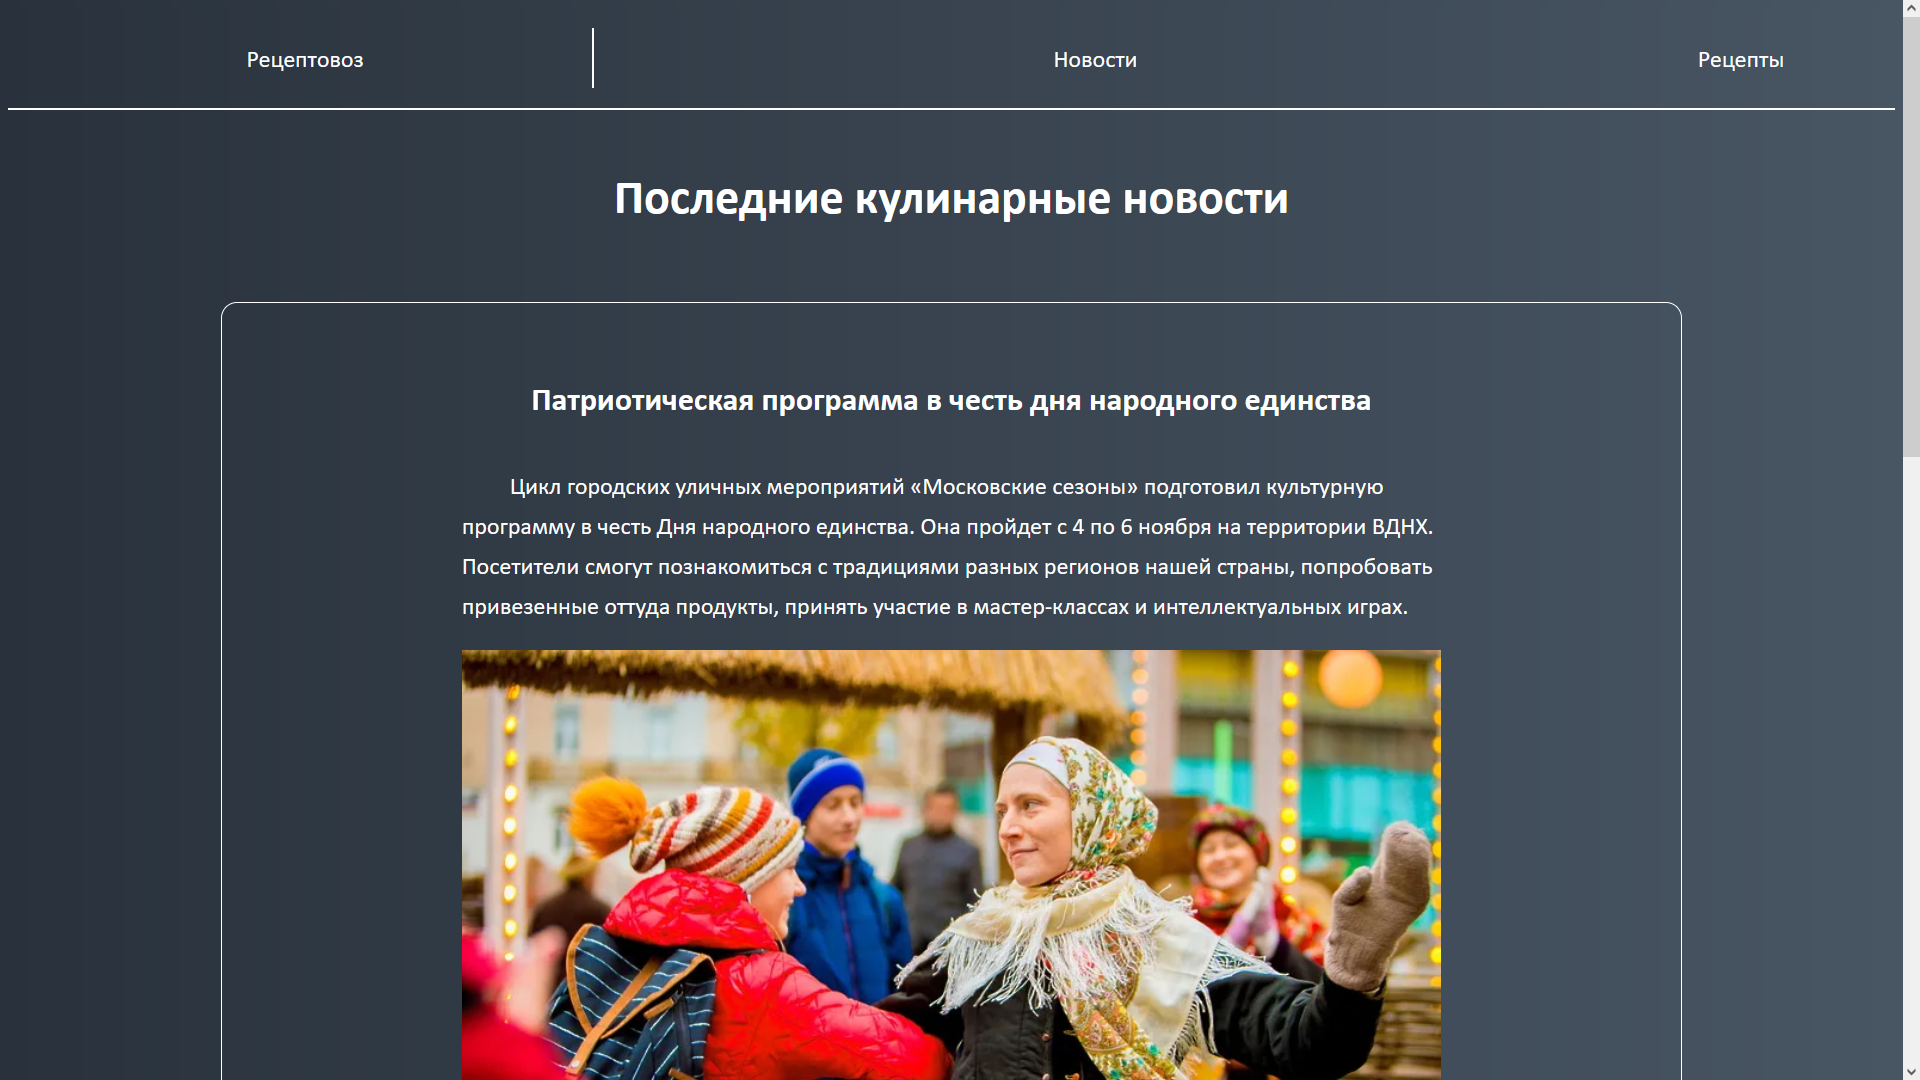 Рецептовоз
Новости
Рецепты
Последние кулинарные новости
Патриотическая программа в честь дня народного единства
Цикл городских уличных мероприятий «Московские сезоны» подготовил культурную
программу в честь Дня народного единства. Она пройдет с 4 по 6 ноября на территории ВДНХ.
Посетители смогут познакомиться с традициями разных регионов нашей страны, попробовать
привезенные оттуда продукты, принять участие в мастер-классах и интеллектуальных играх.